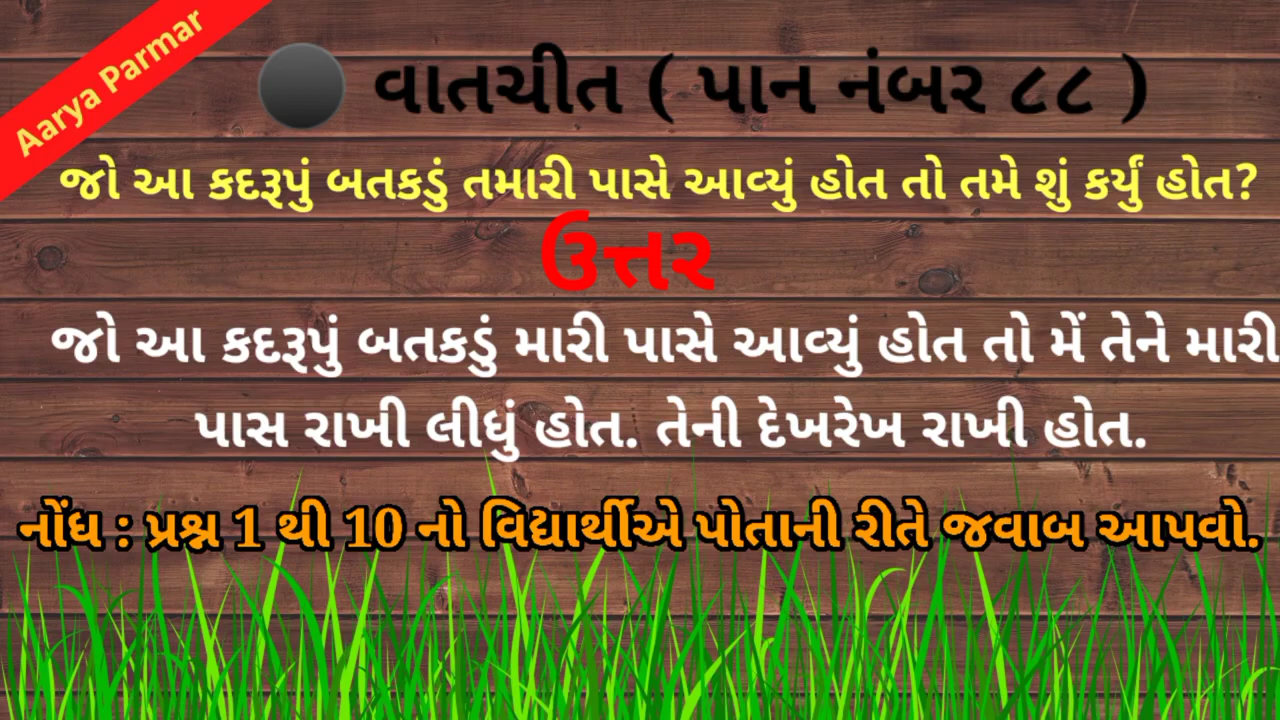 Aarya Parmar
વાતચીત ( પાન નંબર ૮૮ )
જો આ કદરૂપું બતકડું તમારી પાસે આવ્યું હોત તો તમે શું કર્યું હોત?
ઉત્તર
જો આ કદરૂપું બતકડું મારી પાસે આવ્યું હોત તો મેં તેને મારી
પાસ રાખી લીધું હોત. તેની દેખરેખ રાખી હોત.
નોંધ : પ્રશ્ન 1 થી 10 નો વિદ્યાર્થીએ પોતાની રીતે જવાબ આપવો.